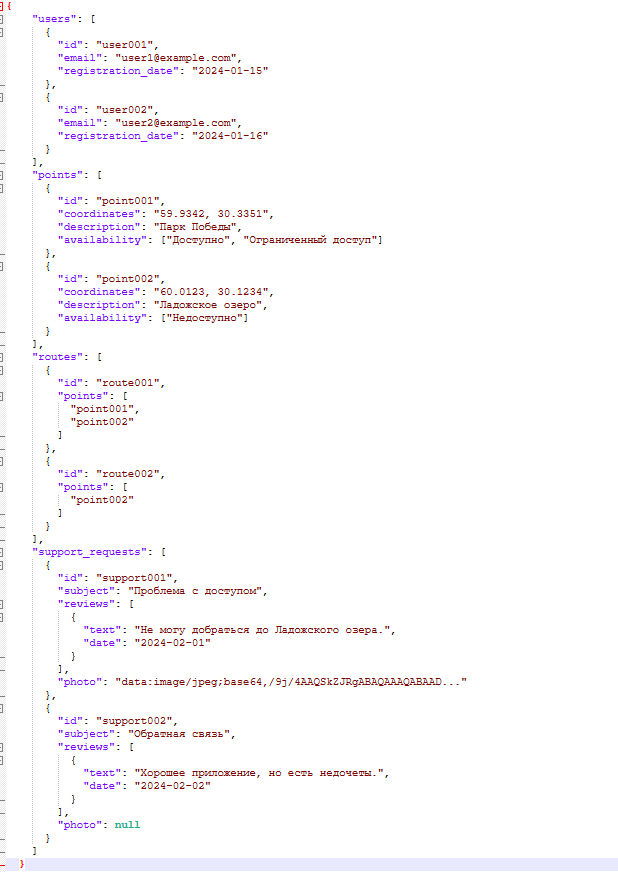 {
  "users": [
    {
      "id": "user001",
      "email": "user1@example.com",
      "registration_date": "2024-01-15"
    },
    {
      "id": "user002",
      "email": "user2@example.com",
      "registration_date": "2024-01-16"
    }
  ],
  "points": [
    {
      "id": "point001",
      "coordinates": "59.9342, 30.3351",
      "description": "Парк Победы",
      "availability": ["Доступно", "Ограниченный доступ"]
    },
    {
      "id": "point002",
      "coordinates": "60.0123, 30.1234",
      "description": "Ладожское озеро",
      "availability": ["Недоступно"]
    }
  ],
  "routes": [
    {
      "id": "route001",
      "points": [
        "point001",
        "point002"
      ]
    },
    {
      "id": "route002",
      "points": [
        "point002"
      ]
    }
  ],
  "support_requests": [
    {
      "id": "support001",
      "subject": "Проблема с доступом",
      "reviews": [
        {
          "text": "Не могу добраться до Ладожского озера.",
          "date": "2024-02-01"
        }
      ],
      "photo": "data:image/jpeg;base64,/9j/4AAQSkZJRgABAQAAAQABAAD..."
    },
    {
      "id": "support002",
      "subject": "Обратная связь",
      "reviews": [
        {
          "text": "Хорошее приложение, но есть недочеты.",
          "date": "2024-02-02"
        }
      ],
      "photo": null
    }
  ]
}